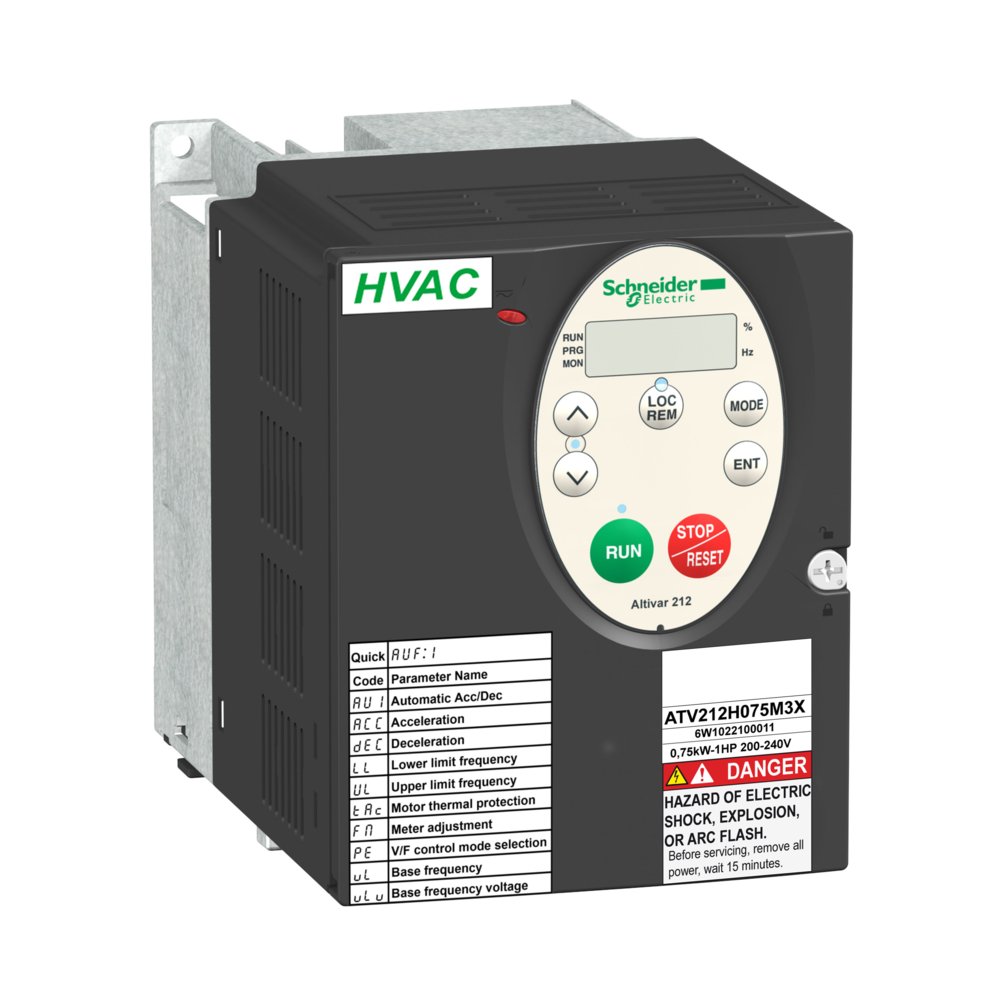 HVAC
Schneider
Electric
RUN
PRG
MON
%
Hz
LOC
REM
MODE
ENT
RUN
STOP
RESET
Altivar 212
Quick AUF:1
Code Parameter Name
AU1 Automatic Acc/Dec
ACC Acceleration
dEC Deceleration
LL Lower limit frequency
UL Upper limit frequency
tAc Motor thermal protection
FM Meter adjustment
PE V/F control mode selection
uL Base frequency
uLu Base frequency voltage
ATV212H075M3X
6W1022100011
0,75kW-1HP 200-240V
DANGER
HAZARD OF ELECTRIC
SHOCK, EXPLOSION,
OR ARC FLASH.
Before servicing, remove all
power, wait 15 minutes.